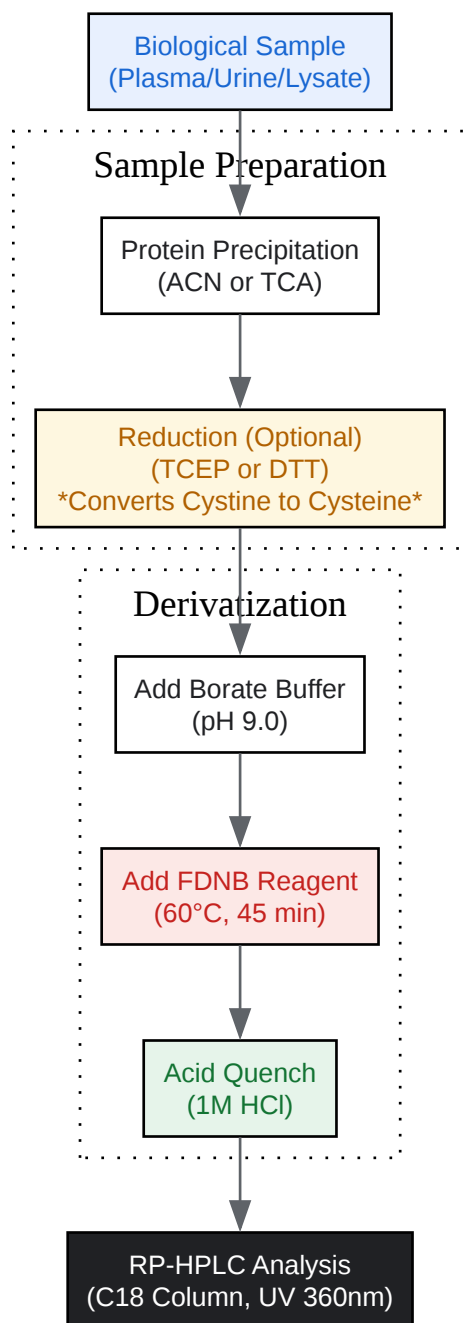 Biological Sample
(Plasma/Urine/Lysate)
Sample Preparation
Protein Precipitation
(ACN or TCA)
Reduction (Optional)
(TCEP or DTT)
*Converts Cystine to Cysteine*
Derivatization
Add Borate Buffer
(pH 9.0)
Add FDNB Reagent
(60°C, 45 min)
Acid Quench
(1M HCl)
RP-HPLC Analysis
(C18 Column, UV 360nm)